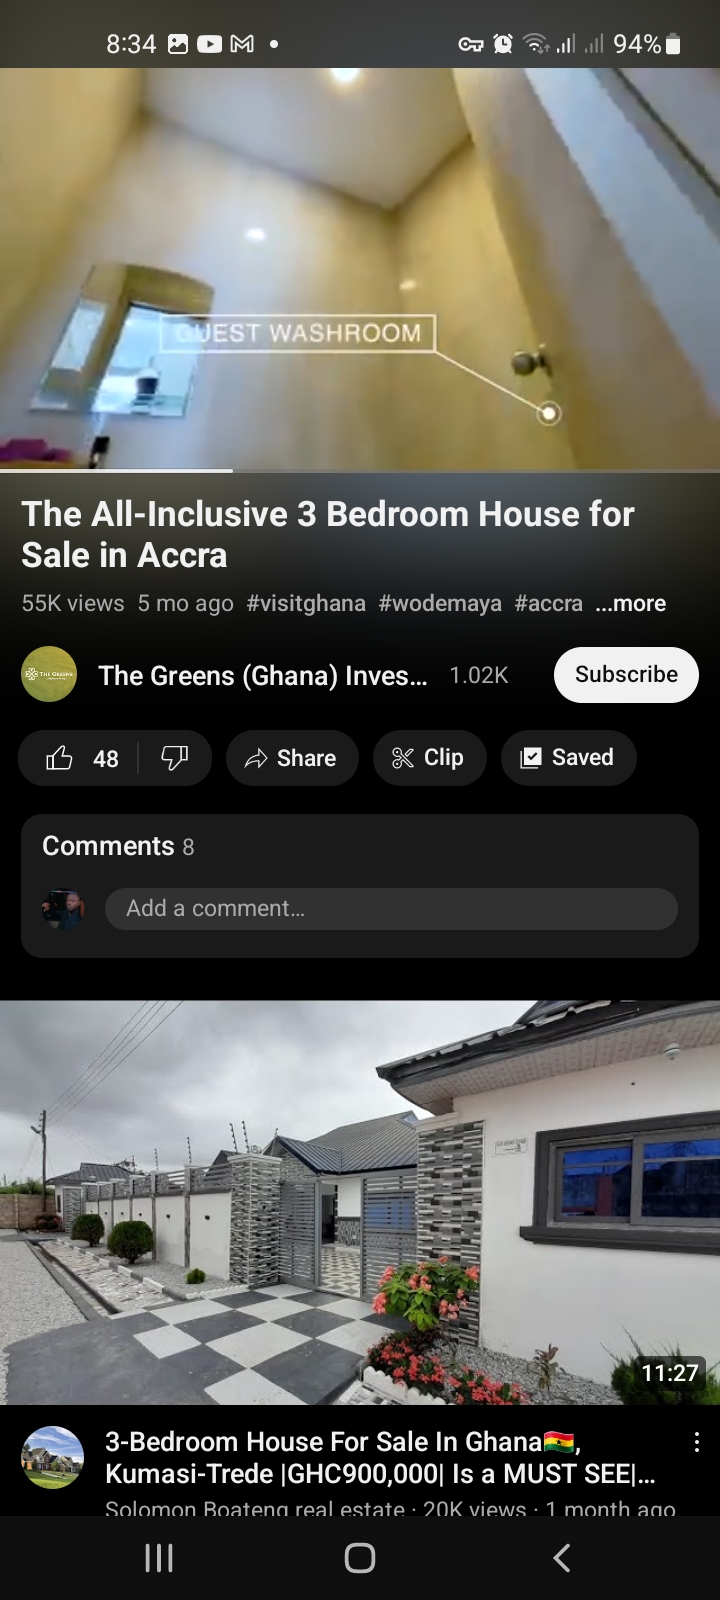 8:34
94%
GUEST WASHROOM
The All-Inclusive 3 Bedroom House for
Sale in Accra
55K views 5 mo ago #visitghana #wodemaya #accra ...more
THE GREENS
The Greens (Ghana) Inves... 1.02K Subscribe
48 Share Clip Saved
Comments 8
Add a comment...
11:27
3-Bedroom House For Sale In Ghana🇬🇭,
Kumasi-Trede |GHC900,000| Is a MUST SEE|...
Solomon Boateng real estate · 20K views · 1 month ago